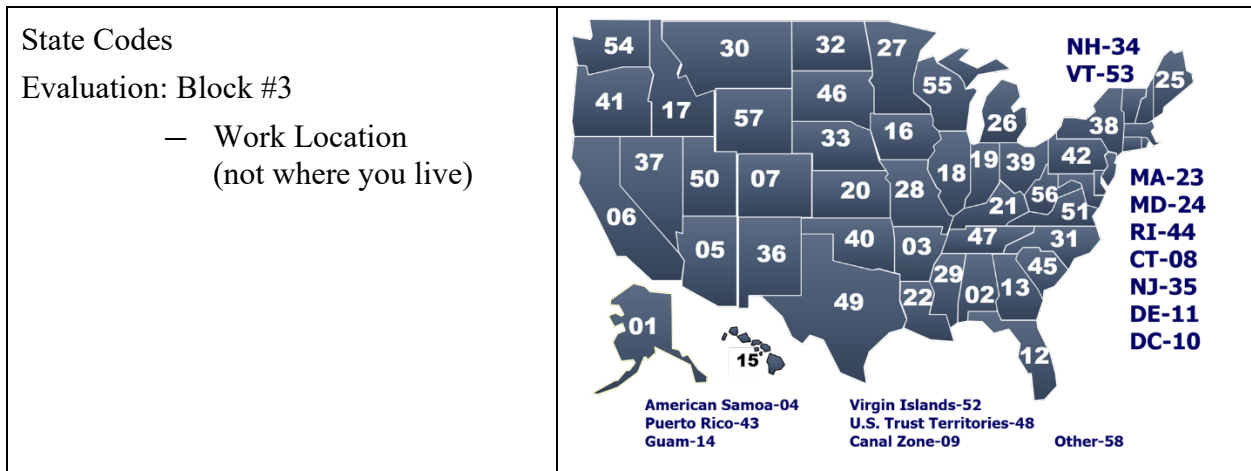 State Codes
Evaluation: Block #3
— Work Location
(not where you live)
54
30
32
27
NH-34
VT-53
25
41
17
46
55
26
38
57
33
16
37
50
07
20
28
18
19
39
42
56
51
MA-23
MD-24
RI-44
CT-08
NJ-35
DE-11
DC-10
06
21
05
36
40
03
47
31
45
49
22
29
02
13
01
15
12
American Samoa-04
Puerto Rico-43
Guam-14
Virgin Islands-52
U.S. Trust Territories-48
Canal Zone-09
Other-58